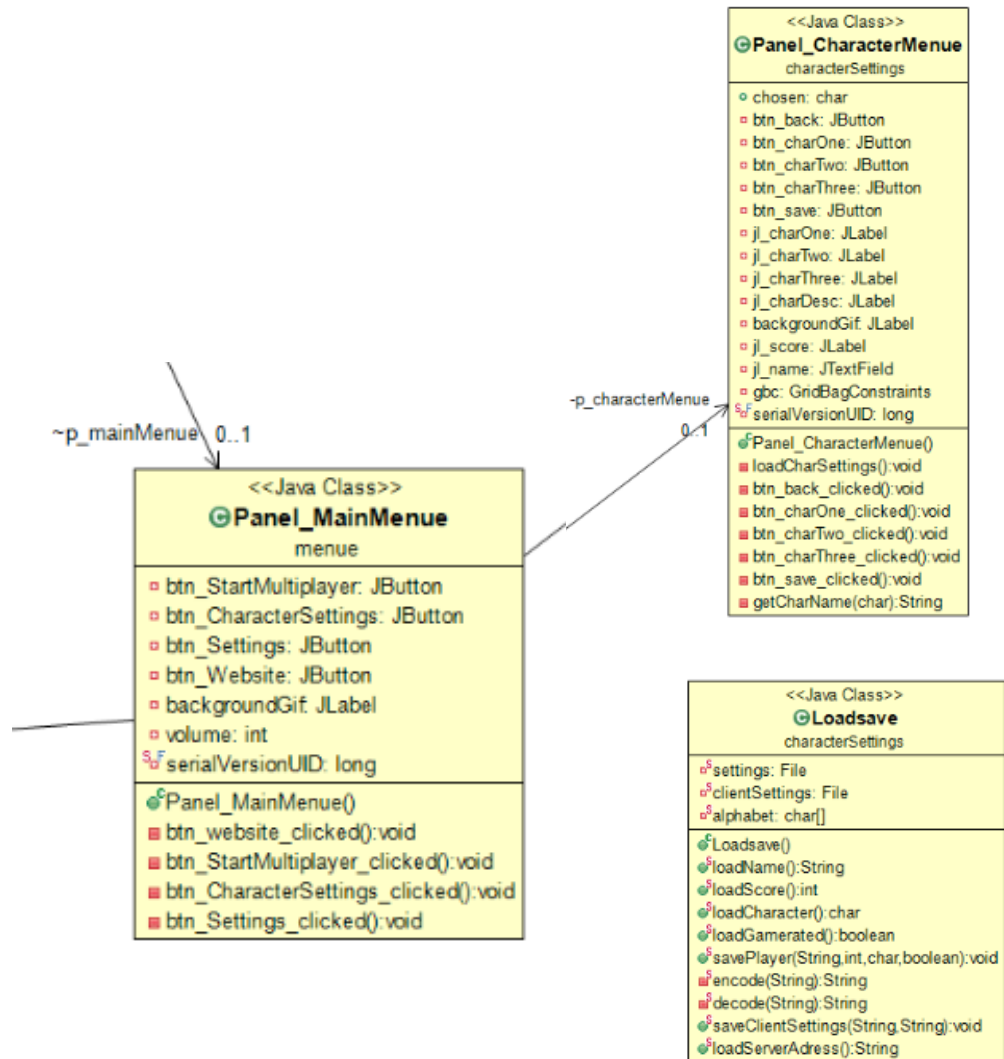 <<Java Class>>
Panel_CharacterMenue
characterSettings
chosen: char
btn_back: JButton
btn_charOne: JButton
btn_charTwo: JButton
btn_charThree: JButton
btn_save: JButton
jl_charOne: JLabel
jl_charTwo: JLabel
jl_charThree: JLabel
jl_charDesc: JLabel
backgroundGif: JLabel
jl_score: JLabel
jl_name: JTextField
gbc: GridBagConstraints
serialVersionUID: long
Panel_CharacterMenue()
loadCharSettings():void
btn_back_clicked():void
btn_charOne_clicked():void
btn_charTwo_clicked():void
btn_charThree_clicked():void
btn_save_clicked():void
getCharName(char):String
-p_characterMenue
0..1
~p_mainMenue 0..1
<<Java Class>>
Panel_MainMenue
menue
btn_StartMultiplayer: JButton
btn_CharacterSettings: JButton
btn_Settings: JButton
btn_Website: JButton
backgroundGif: JLabel
volume: int
serialVersionUID: long
Panel_MainMenue()
btn_website_clicked():void
btn_StartMultiplayer_clicked():void
btn_CharacterSettings_clicked():void
btn_Settings_clicked():void
<<Java Class>>
Loadsave
characterSettings
settings: File
clientSettings: File
alphabet: char[]
Loadsave()
loadName():String
loadScore():int
loadCharacter():char
loadGamerated():boolean
savePlayer(String,int,char,boolean):void
encode(String):String
decode(String):String
saveClientSettings(String,String):void
loadServerAdress():String